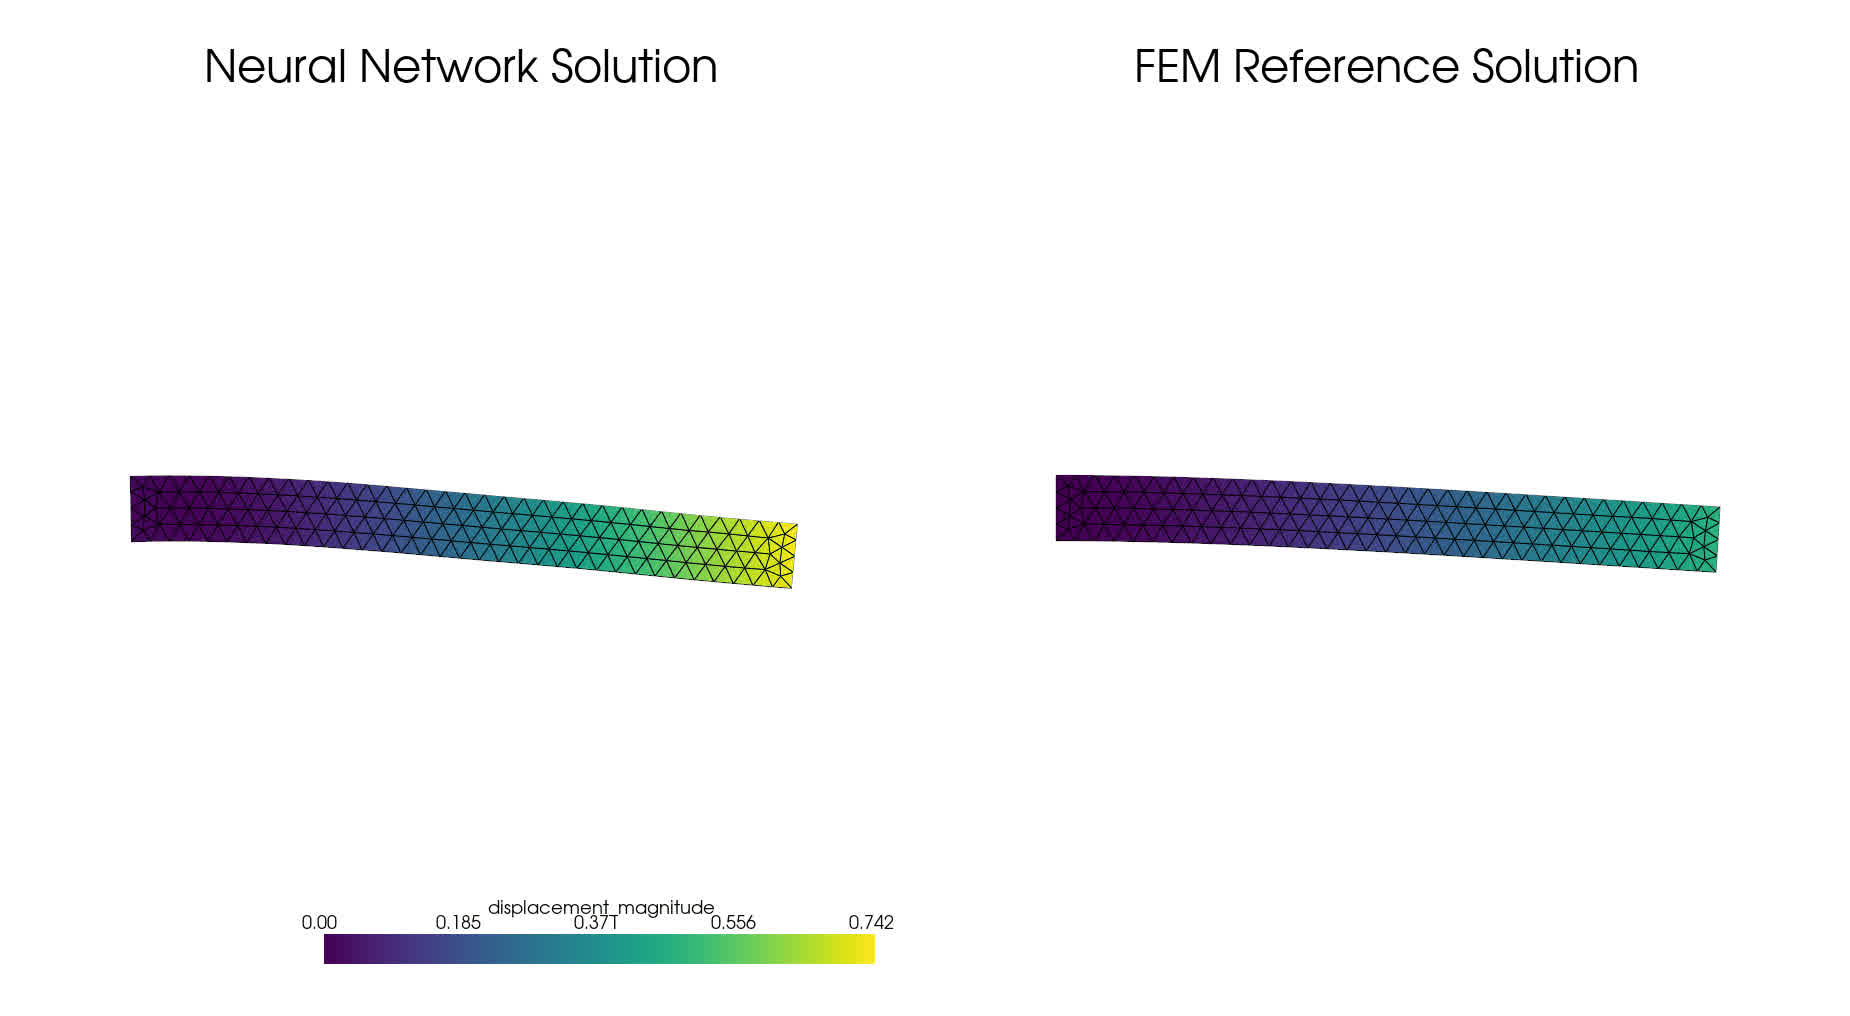 Neural Network Solution
FEM Reference Solution
displacement_magnitude
0.00 0.185 0.371 0.556 0.742